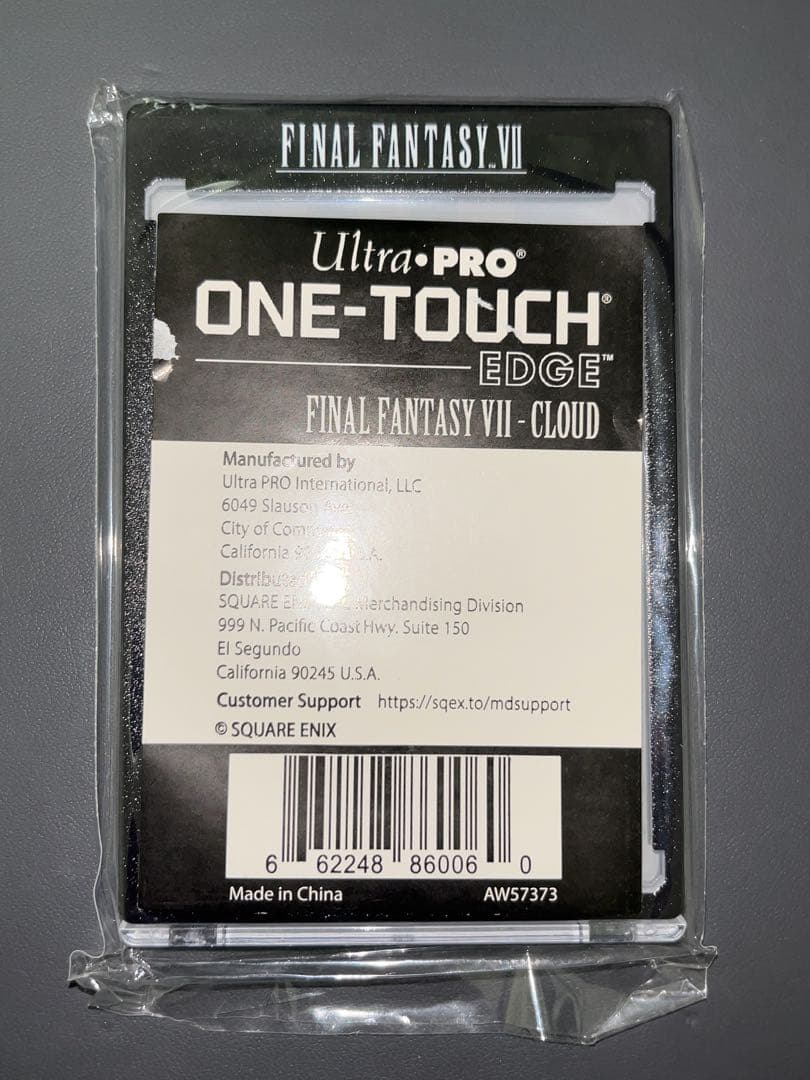 FINAL FANTASY VII
Ultra•PRO®
ONE-TOUCH®
EDGE™
FINAL FANTASY VII - CLOUD
Manufactured by
Ultra PRO International, LLC
6049 Slauson Ave
City of
California
SQUARE Merchandising Division
999 N. Pacific Coast Hwy. Suite 150
El Segundo
California 90245 U.S.A.
Customer Support https://sqex.to/mdsupport
© SQUARE ENIX
6 62248 86006 0
Made in China AW57373